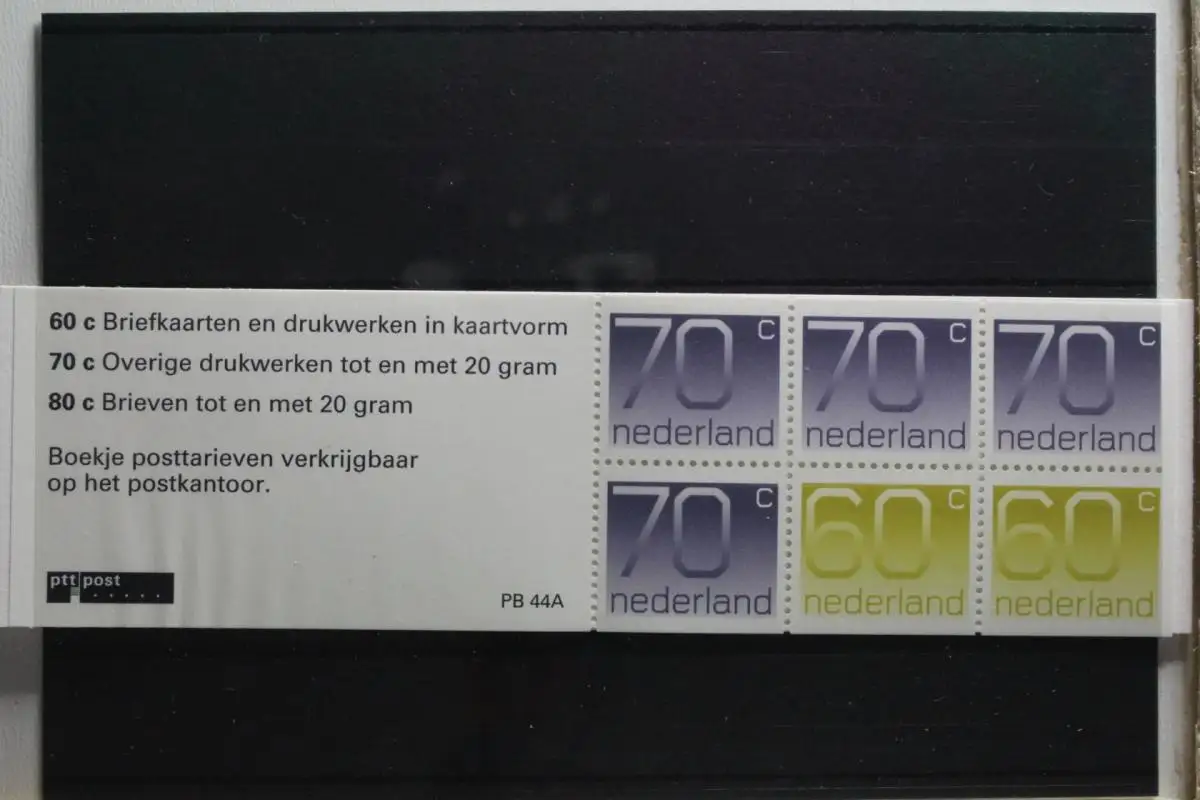 60 c Briefkaarten en drukwerken in kaartvorm
70 c Overige drukwerken tot en met 20 gram
80 c Brieven tot en met 20 gram
Boekje posttarieven verkrijgbaar
op het postkantoor.
ptt post
PB 44A
70 c
nederland
70 c
nederland
70 c
nederland
70 c
nederland
60 c
nederland
60 c
nederland